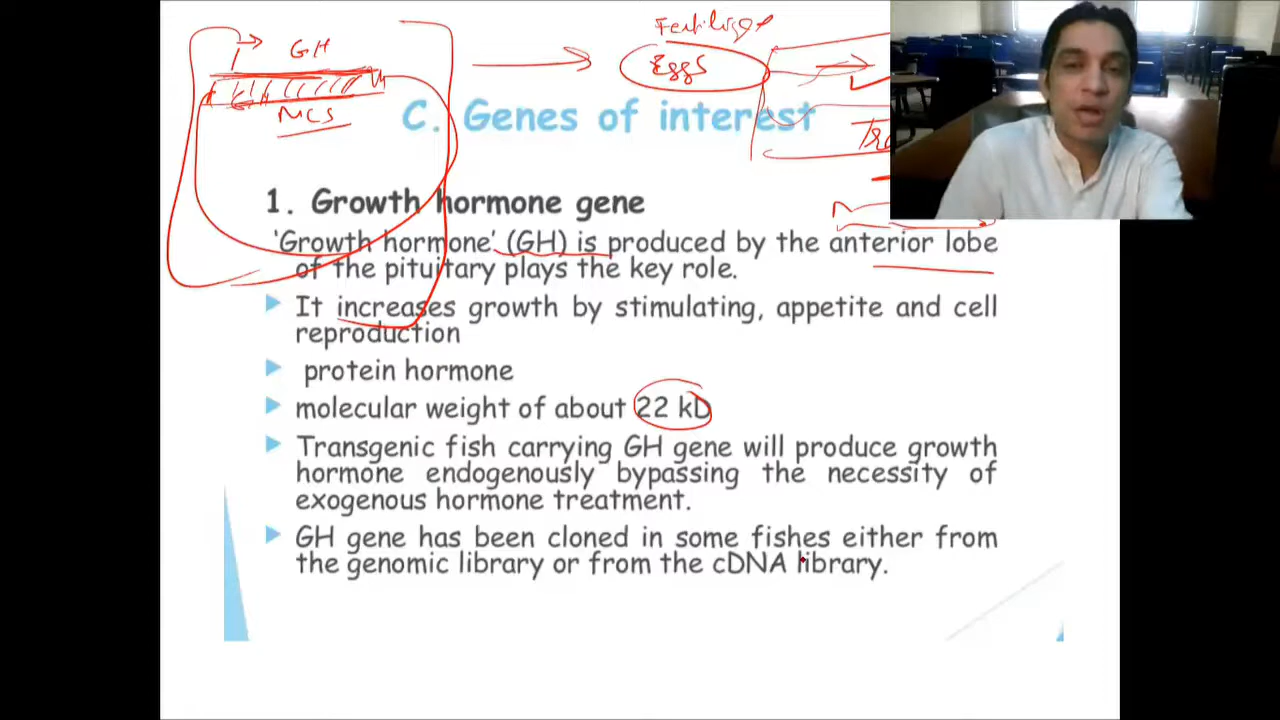 Fertilized
GH
Eggs
MCS
C. Genes of interest
1. Growth hormone gene
'Growth hormone' (GH) is produced by the anterior lobe
of the pituitary plays the key role.
It increases growth by stimulating, appetite and cell
reproduction
protein hormone
molecular weight of about 22 kD
Transgenic fish carrying GH gene will produce growth
hormone endogenously bypassing the necessity of
exogenous hormone treatment.
GH gene has been cloned in some fishes either from
the genomic library or from the cDNA library.